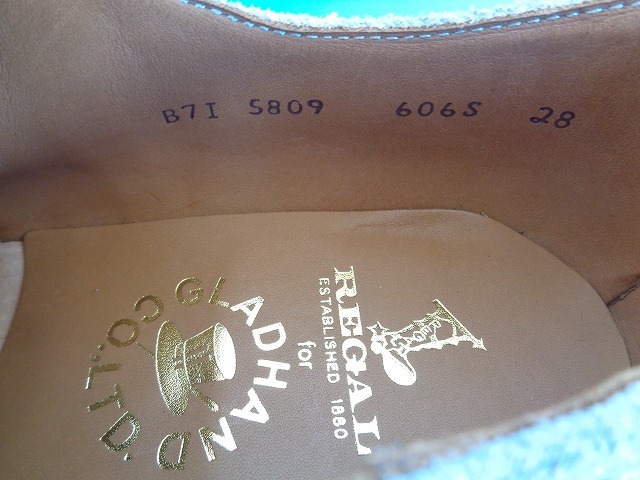 B7I 5809 606S 28
REGAL
ESTABLISHED 1880
for
GLADHAND
CO. LTD.